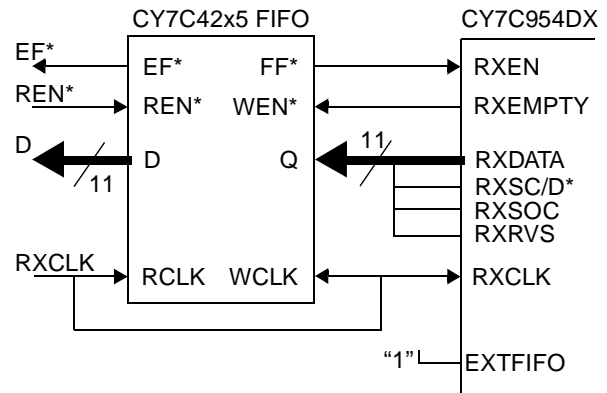 CY7C42x5 FIFO
CY7C954DX
EF*
EF*
FF*
RXEN
REN*
REN*
WEN*
RXEMPTY
D
11
D
Q
11
RXDATA
RXSC/D*
RXSOC
RXRVS
RXCLK
RCLK
WCLK
RXCLK
“1”
EXTFIFO